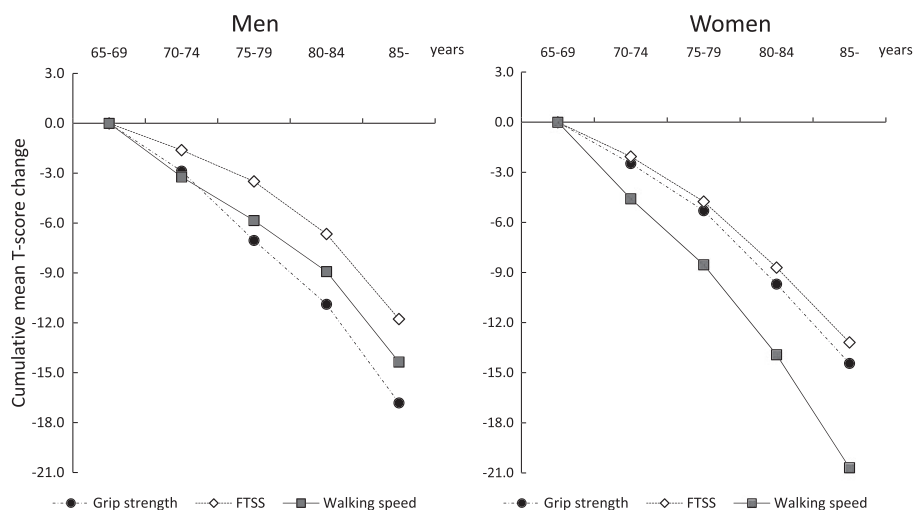 Men
65-69 70-74 75-79 80-84 85- years
3.0
0.0
-3.0
-6.0
-9.0
-12.0
-15.0
-18.0
-21.0
Cumulative mean T-score change
Grip strength FTSS Walking speed
Women
65-69 70-74 75-79 80-84 85- years
3.0
0.0
-3.0
-6.0
-9.0
-12.0
-15.0
-18.0
-21.0
Grip strength FTSS Walking speed